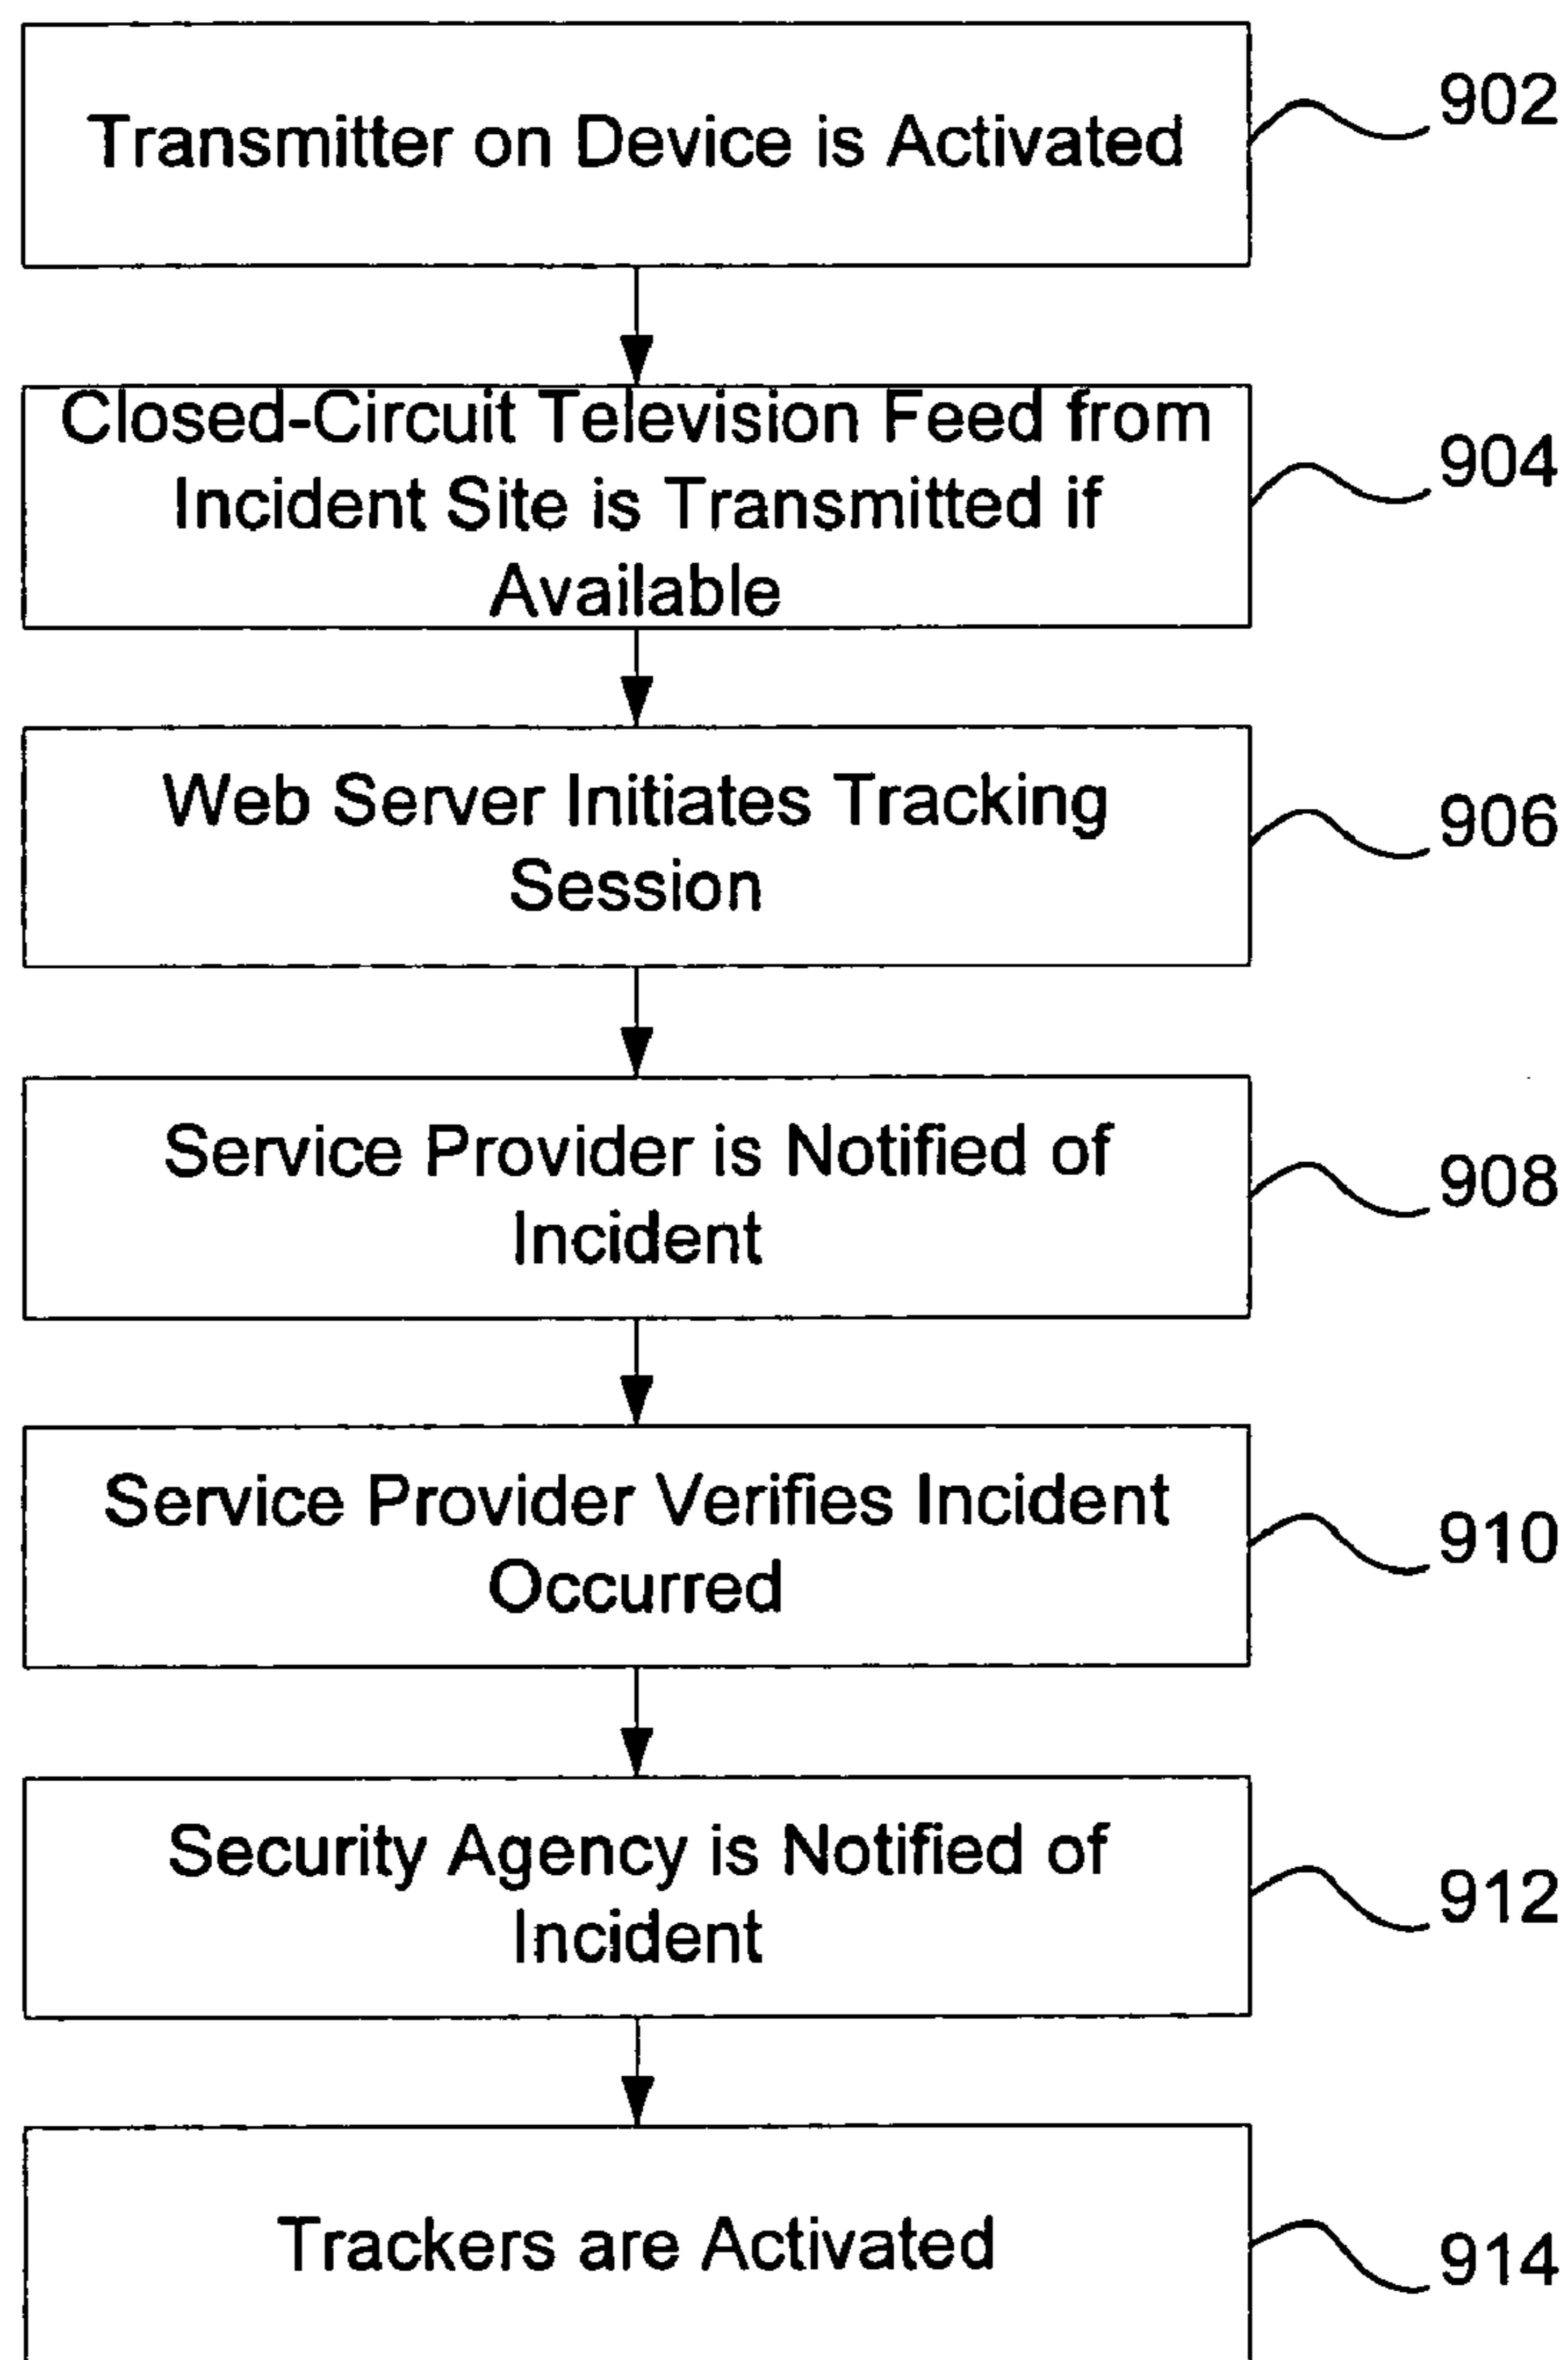 Transmitter on Device is Activated
902
Closed-Circuit Television Feed from
Incident Site is Transmitted if
Available
904
Web Server Initiates Tracking
Session
906
Service Provider is Notified of
Incident
908
Service Provider Verifies Incident
Occurred
910
Security Agency is Notified of
Incident
912
Trackers are Activated
914